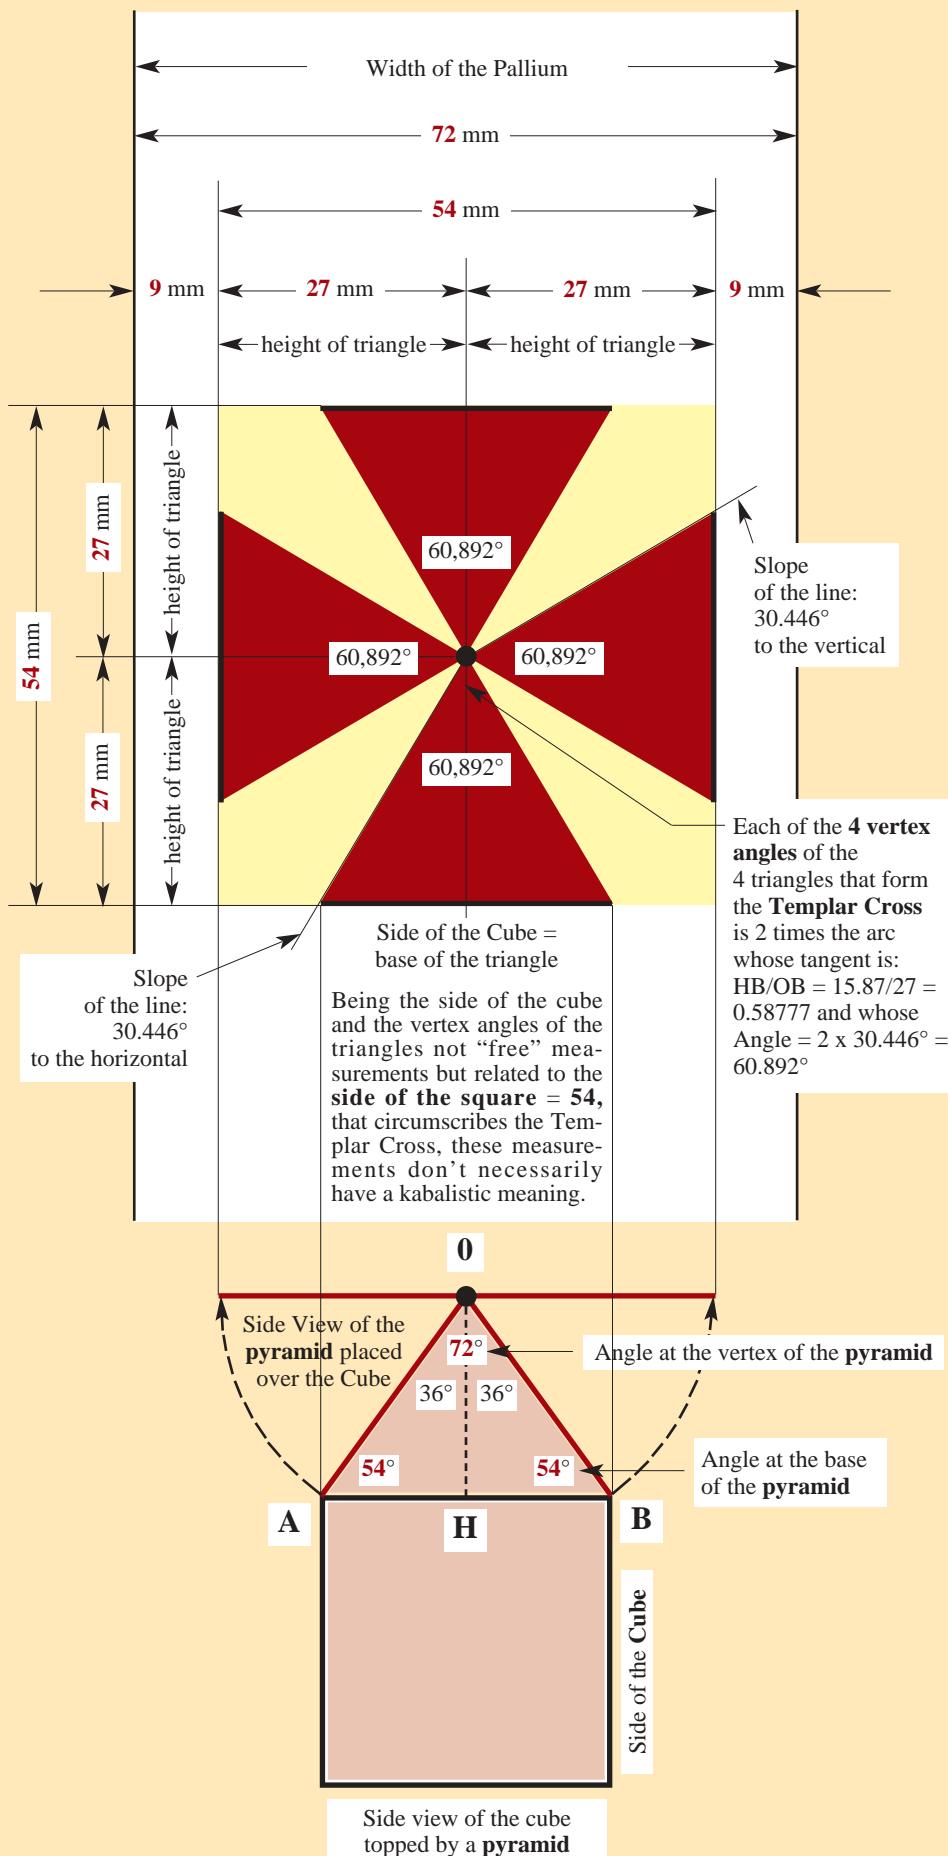 Width of the Pallium
72 mm
54 mm
9 mm
27 mm
27 mm
9 mm
height of triangle
height of triangle
54 mm
27 mm
27 mm
height of triangle
height of triangle
60,892°
60,892°
60,892°
60,892°
Slope
of the line:
30.446°
to the vertical
Each of the 4 vertex
angles of the
4 triangles that form
the Templar Cross
is 2 times the arc
whose tangent is:
HB/OB = 15.87/27 =
0.58777 and whose
Angle = 2 x 30.446° =
60.892°
Slope
of the line:
30.446°
to the horizontal
Side of the Cube =
base of the triangle
Being the side of the cube
and the vertex angles of the
triangles not “free” mea-
surements but related to the
side of the square = 54,
that circumscribes the Tem-
plar Cross, these measure-
ments don't necessarily
have a kabalistic meaning.
0
Side View of the
pyramid placed
over the Cube
72°
Angle at the vertex of the pyramid
36°
36°
54°
54°
Angle at the base
of the pyramid
A
H
B
Side of the Cube
Side view of the cube
topped by a pyramid